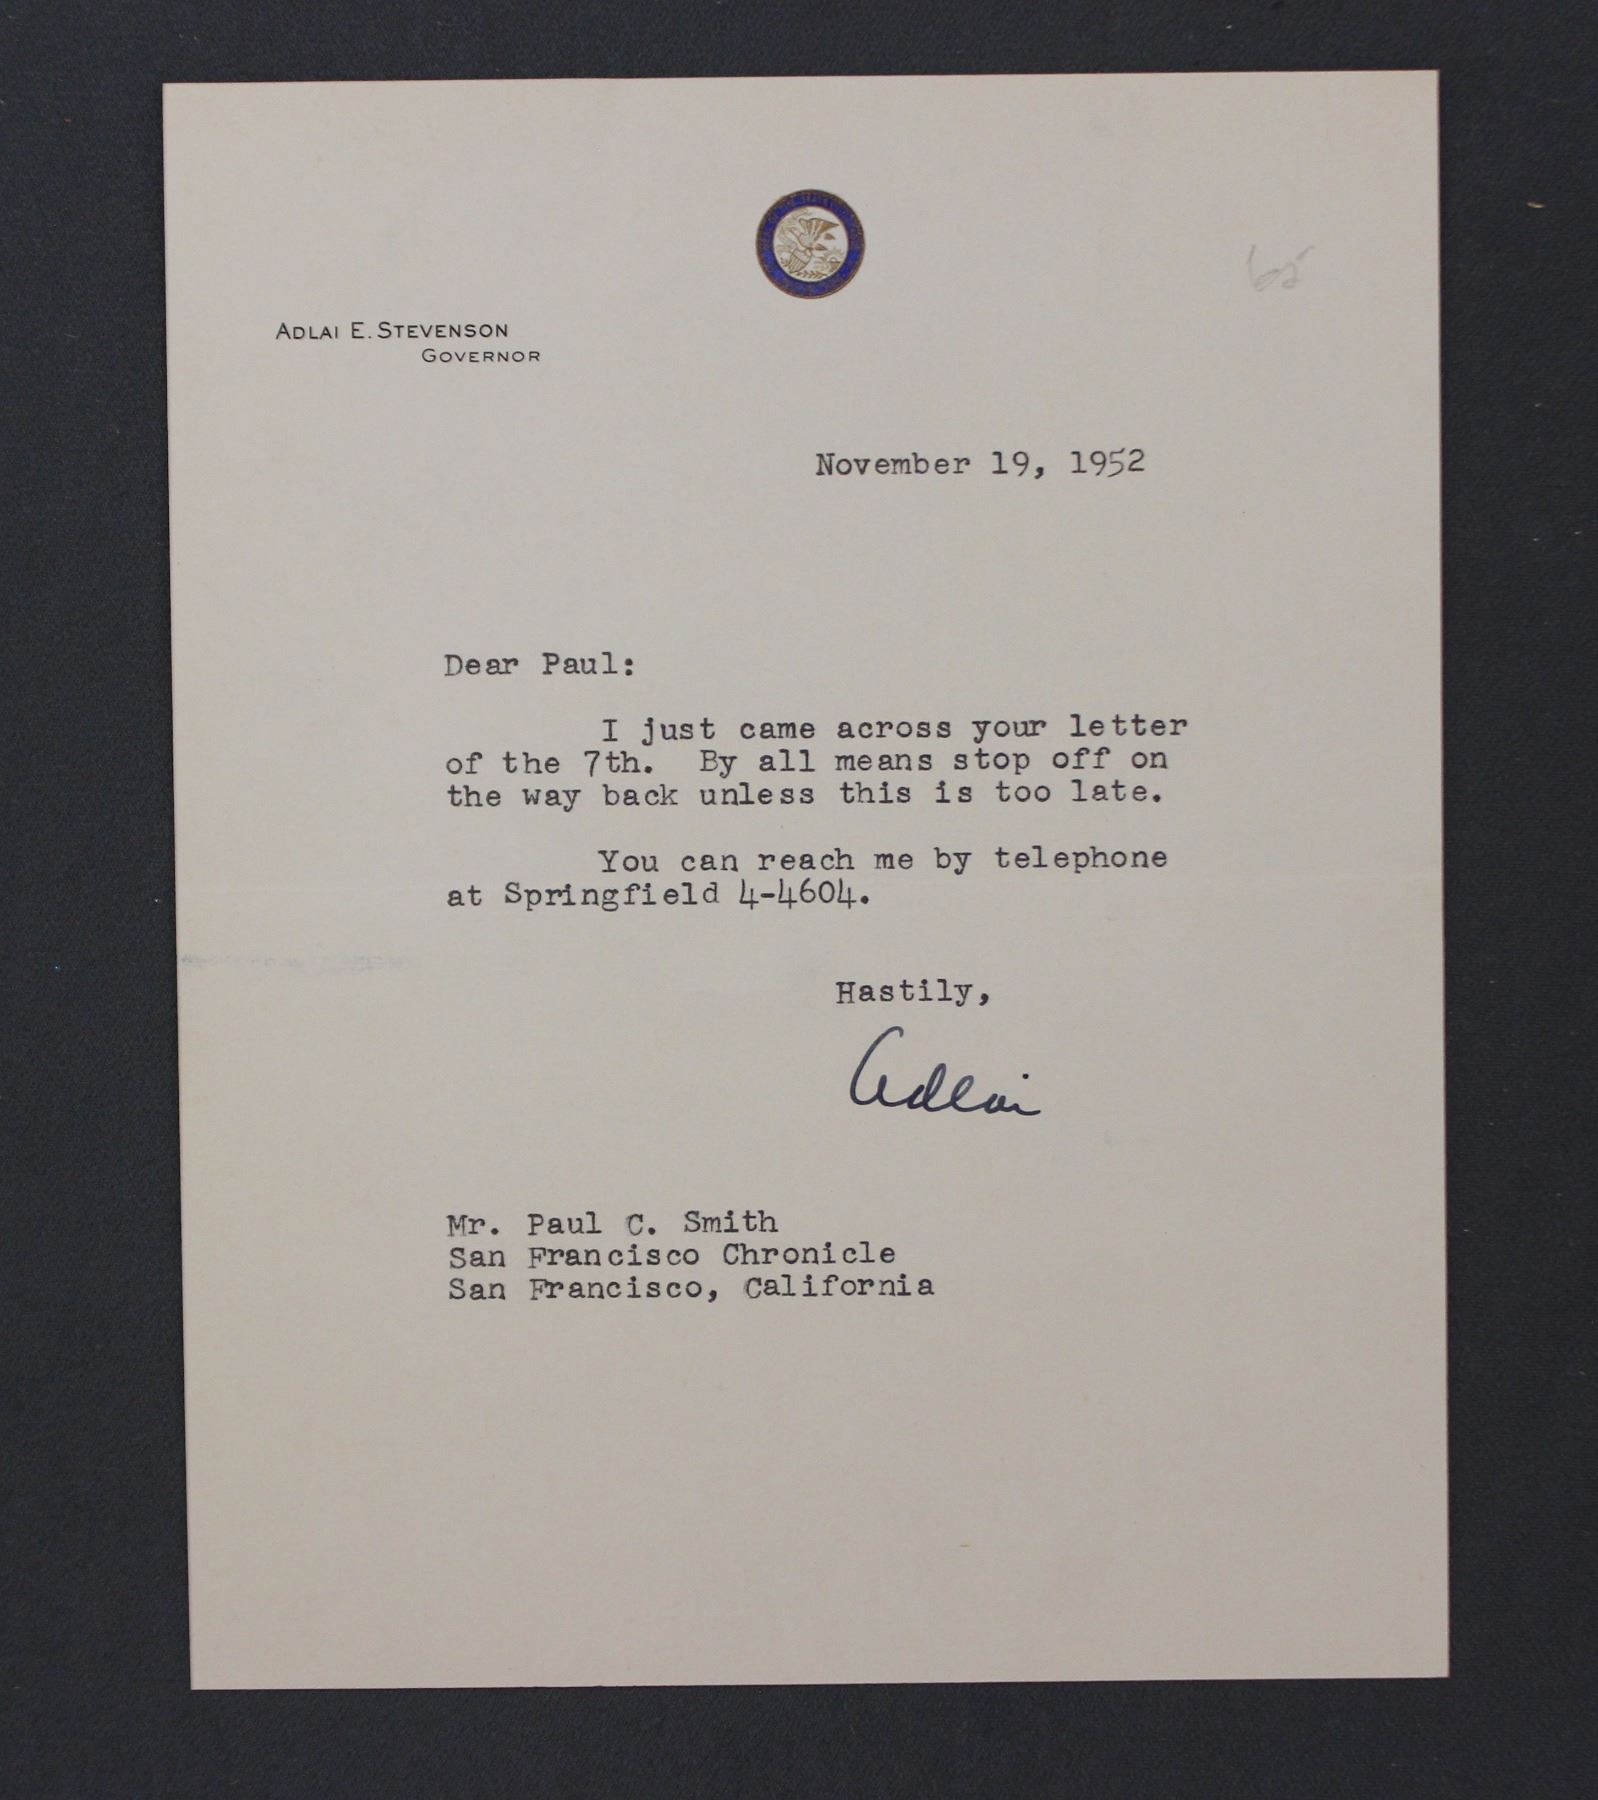 ADLAI E. STEVENSON
GOVERNOR
November 19, 1952
Dear Paul:
I just came across your letter
of the 7th. By all means stop off on
the way back unless this is too late.
You can reach me by telephone
at Springfield 4-4604.
Hastily,
Adlai
Mr. Paul C. Smith
San Francisco Chronicle
San Francisco, California